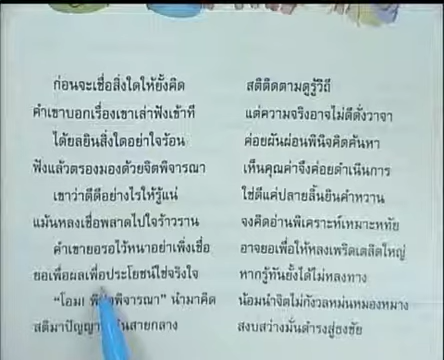 ก่อนจะเชื่อสิ่งใดให้ยั้งคิด สติติดตามดูรู้วิถี
คำเขาบอกเรื่องเขาเล่าฟังเข้าที แต่ความจริงอาจไม่ดีดั่งวาจา
ได้ยลยินสิ่งใดอย่าใจร้อน ค่อยผันผ่อนพินิจคิดค้นหา
ฟังแล้วตรองมองด้วยจิตพิจารณา เห็นคุณค่าจึงค่อยดำเนินการ
เขาว่าดีดีอย่างไรให้รู้แน่ ใช่ดีแค่ปลายลิ้นยินคำหวาน
แม้นหลงเชื่อพลาดไปใจร้าวราน จงคิดอ่านพิเคราะห์เหมาะหทัย
คำเขายอรอไว้หนาอย่าเพิ่งเชื่อ อาจยอเพื่อให้หลงเพริดเตลิดใหญ่
ยอเพื่อผลเพื่อประโยชน์ใช่จริงใจ หากรู้ทันยั้งได้ไม่หลงทาง
"โอม! พินิจพิจารณา" นำมาคิด น้อมนำจิตไม่กังวลหม่นหมองหมาง
สติมาปัญญา สายกลาง สงบสว่างมั่นดำรงสู่ธงชัย